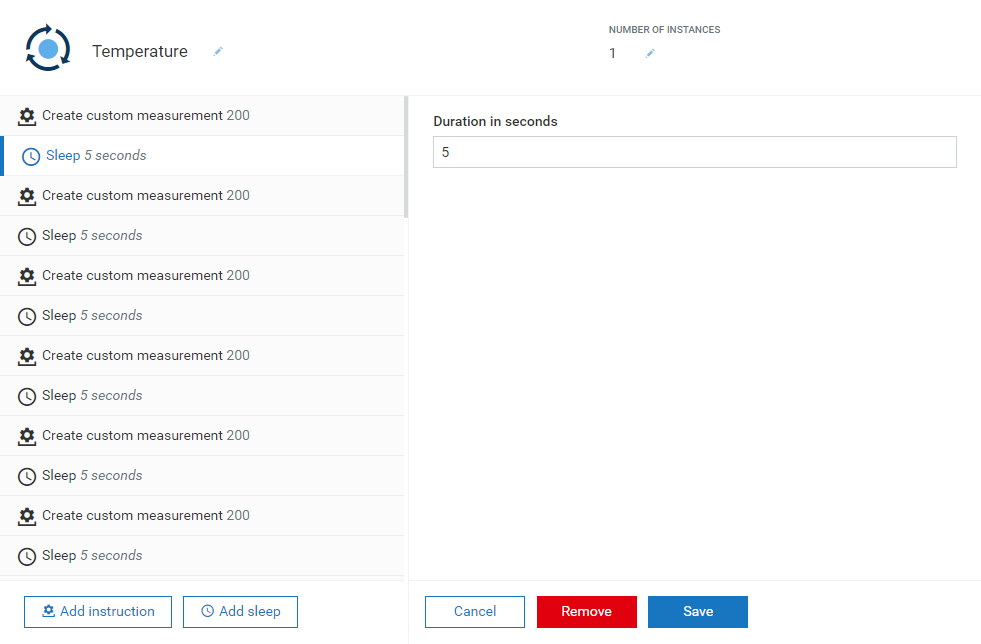 Temperature
NUMBER OF INSTANCES
1
Create custom measurement 200
Sleep 5 seconds
Create custom measurement 200
Sleep 5 seconds
Create custom measurement 200
Sleep 5 seconds
Create custom measurement 200
Sleep 5 seconds
Create custom measurement 200
Sleep 5 seconds
Create custom measurement 200
Sleep 5 seconds
Add instruction
Add sleep
Duration in seconds
5
Cancel
Remove
Save